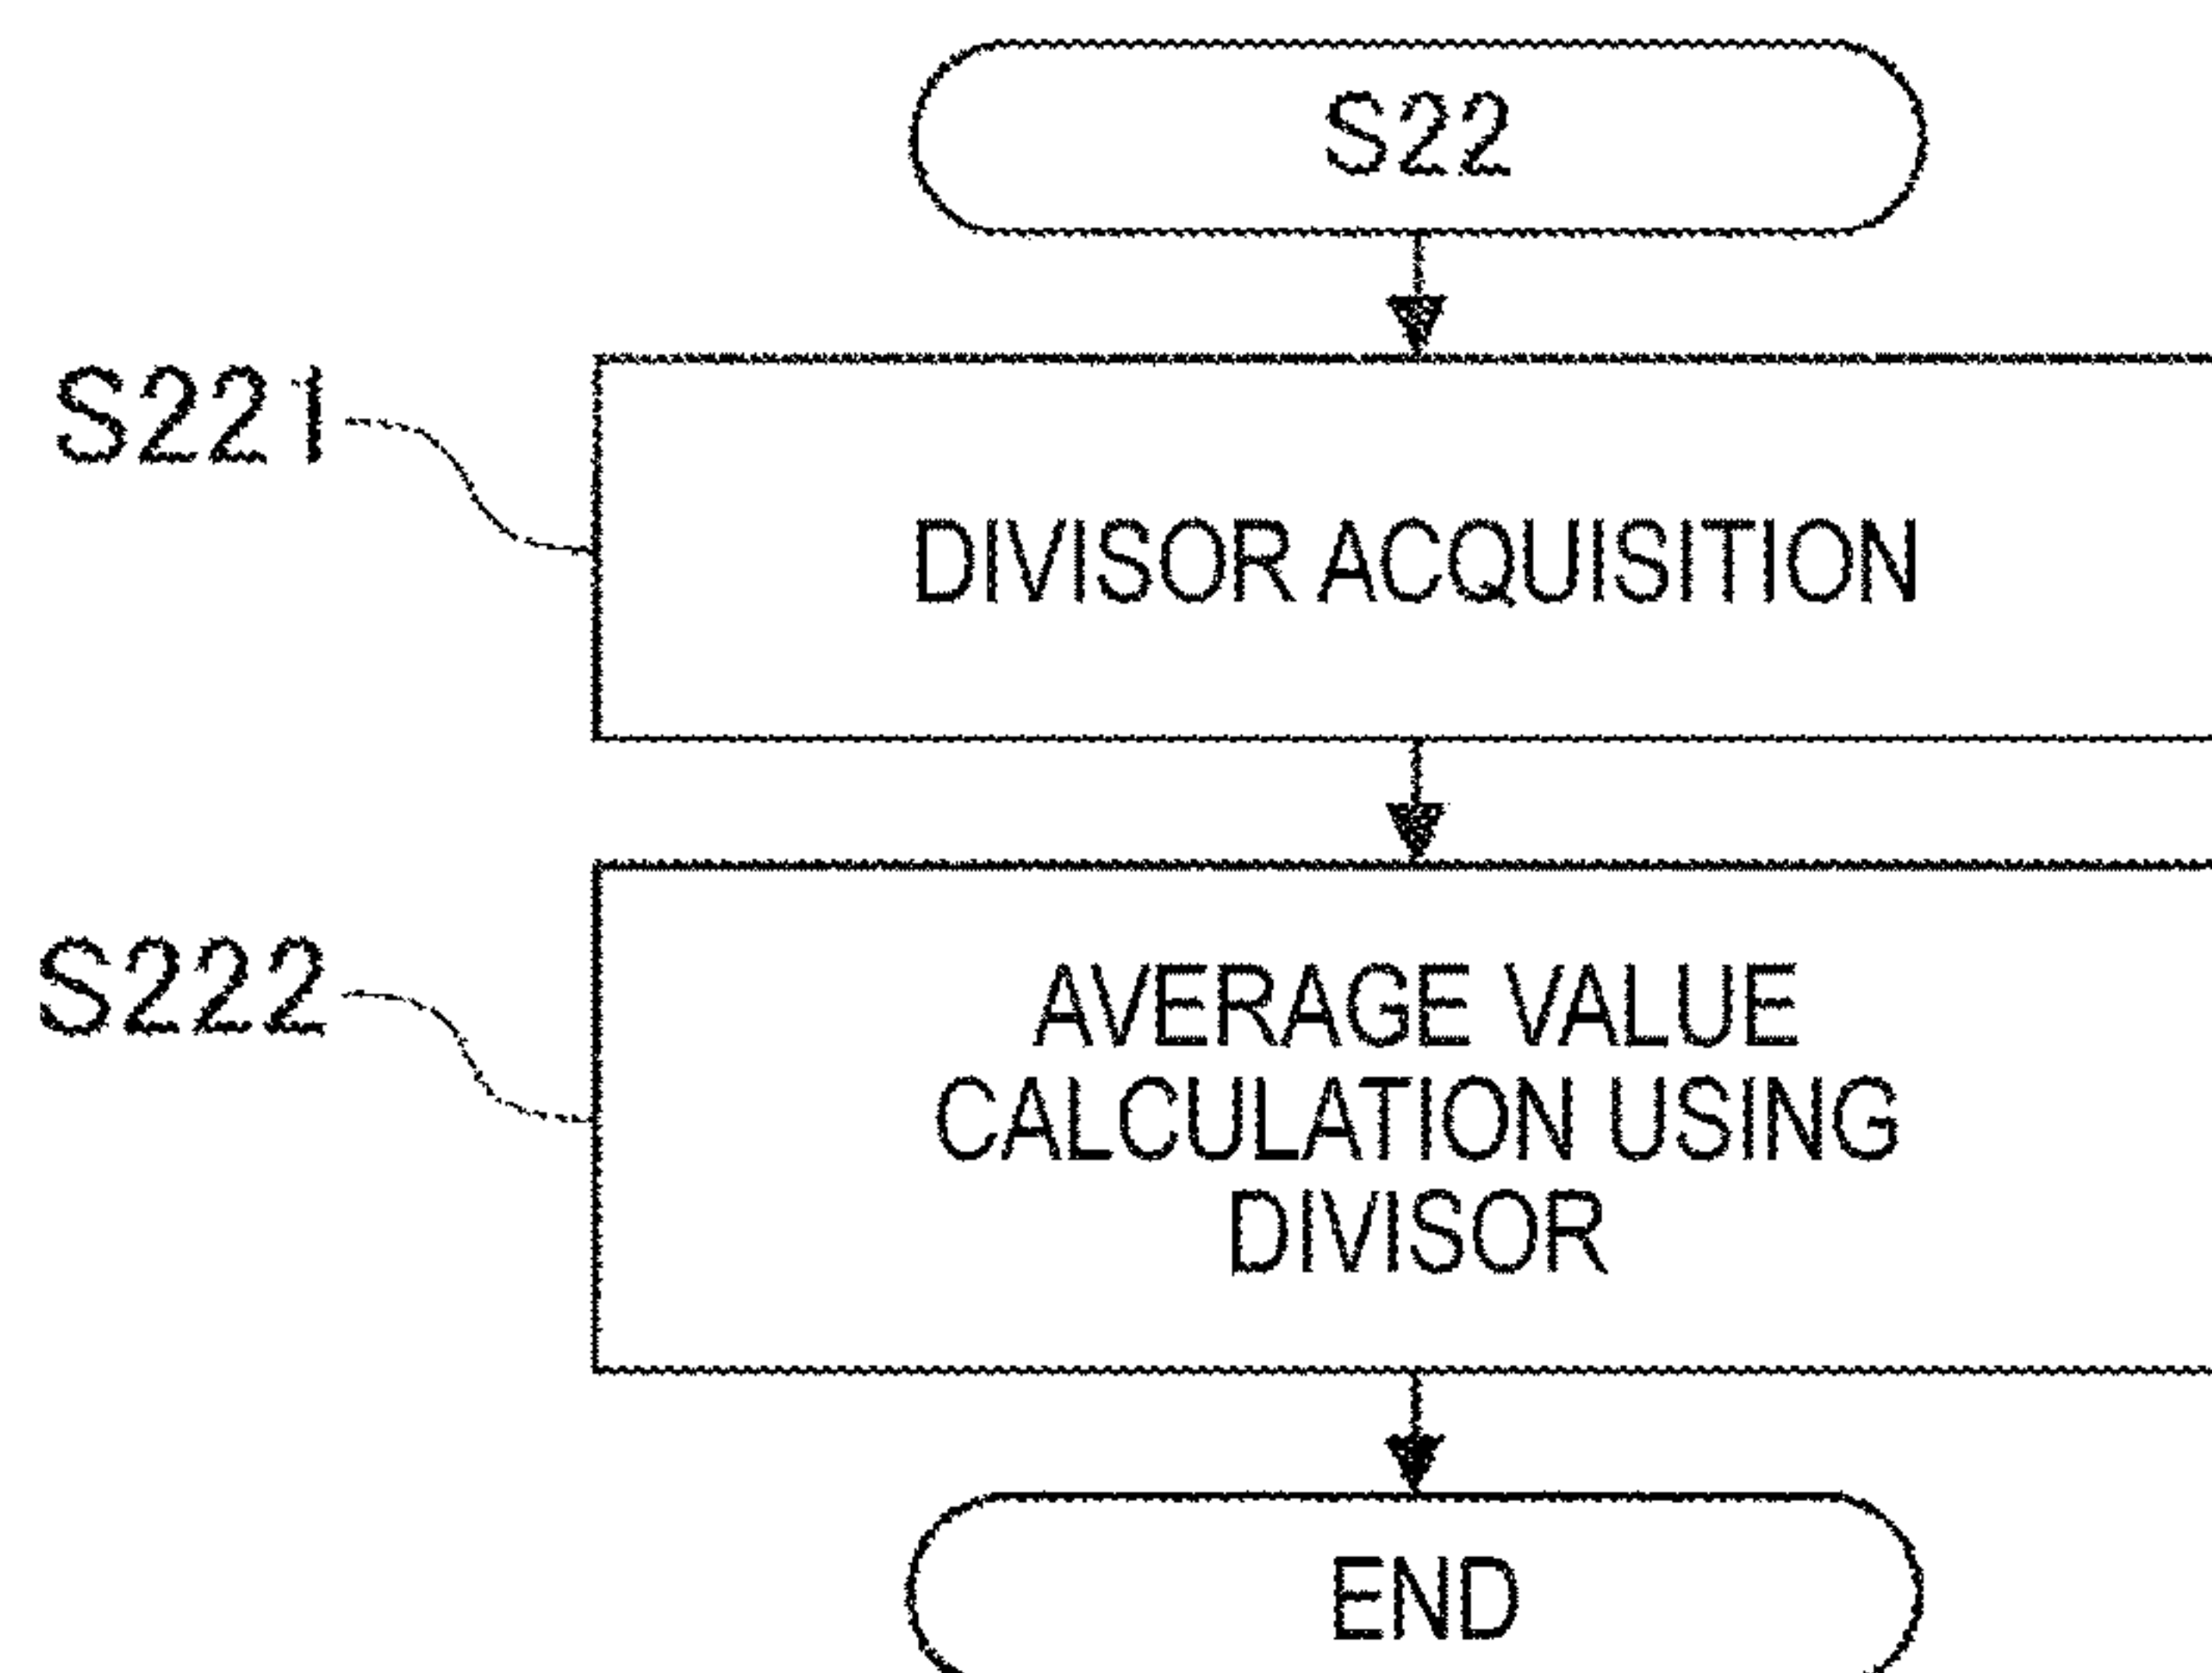 S22
S221
DIVISOR ACQUISITION
S222
AVERAGE VALUE
CALCULATION USING
DIVISOR
END